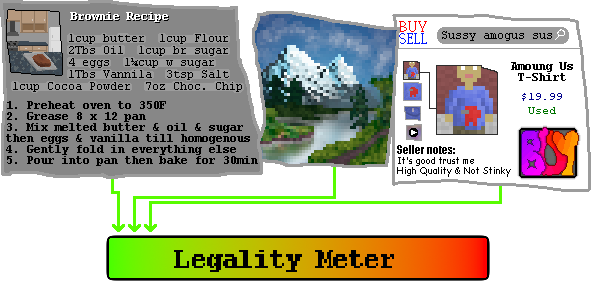 Brownie Recipe
1cup butter 1cup Flour
2Tbs Oil 1cup br sugar
4 eggs 1¼cup w sugar
1Tbs Vannila 3tsp Salt
1cup Cocoa Powder 7oz Choc. Chip
1. Preheat oven to 350F
2. Grease 8 x 12 pan
3. Mix melted butter & oil & sugar
then eggs & vanilla till homogenous
4. Gently fold in everything else
5. Pour into pan then bake for 30min
BUY
SELL
Sussy amogus sus
Amoung Us
T-Shirt
$19.99
Used
Seller notes:
It's good trust me
High Quality & Not Stinky
BUY
Legality Meter